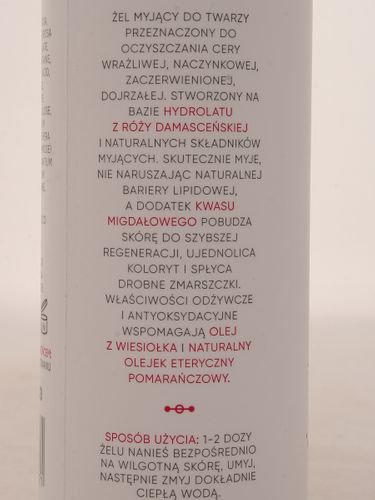 ŻEL MYJĄCY DO TWARZY
PRZEZNACZONY DO
OCZYSZCZANIA CERY
WRAŻLIWEJ, NACZYNKOWEJ,
ZACZERWIENIONEJ,
DOJRZAŁEJ. STWORZONY NA
BAZIE HYDROLATU
Z RÓŻY DAMASCEŃSKIEJ
I NATURALNYCH SKŁADNIKÓW
MYJĄCYCH. SKUTECZNIE MYJE,
NIE NARUSZAJĄC NATURALNEJ
BARIERY LIPIDOWEJ,
A DODATEK KWASU
MIGDAŁOWEGO POBUDZA
SKÓRĘ DO SZYBSZEJ
REGENERACJI, UJEDNOLICA
KOLORYT I SPŁYCA
DROBNE ZMARSZCZKI.
WŁAŚCIWOŚCI ODŻYWCZE
I ANTYOKSYDACYJNE
WSPOMAGAJĄ OLEJ
Z WIESIOŁKA I NATURALNY
OLEJEK ETERYCZNY
POMARAŃCZOWY.
SPOSÓB UŻYCIA: 1-2 DOZY
ŻELU NANIEŚ BEZPOŚREDNIO
NA WILGOTNĄ SKÓRĘ, UMYJ,
NASTĘPNIE ZMYJ DOKŁADNIE
CIEPŁĄ WODĄ.